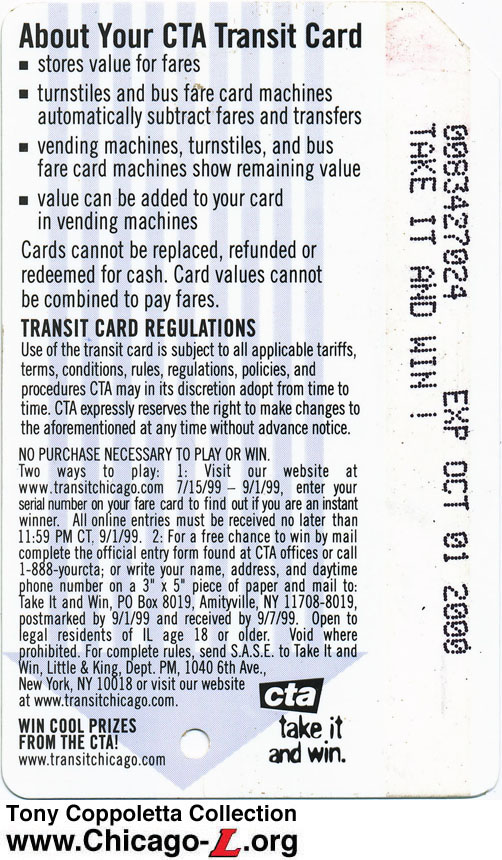 About Your CTA Transit Card
■ stores value for fares
■ turnstiles and bus fare card machines
automatically subtract fares and transfers
■ vending machines, turnstiles, and bus
fare card machines show remaining value
■ value can be added to your card
in vending machines
Cards cannot be replaced, refunded or
redeemed for cash. Card values cannot
be combined to pay fares.
TRANSIT CARD REGULATIONS
Use of the transit card is subject to all applicable tariffs,
terms, conditions, rules, regulations, policies, and
procedures CTA may in its discretion adopt from time to
time. CTA expressly reserves the right to make changes to
the aforementioned at any time without advance notice.
NO PURCHASE NECESSARY TO PLAY OR WIN.
Two ways to play: 1: Visit our website at
www.transitchicago.com 7/15/99 – 9/1/99, enter your
serial number on your fare card to find out if you are an instant
winner. All online entries must be received no later than
11:59 PM CT, 9/1/99. 2: For a free chance to win by mail
complete the official entry form found at CTA offices or call
1-888-yourcta; or write your name, address, and daytime
phone number on a 3" x 5" piece of paper and mail to:
Take It and Win, PO Box 8019, Amityville, NY 11708-8019,
postmarked by 9/1/99 and received by 9/7/99. Open to
legal residents of IL age 18 or older. Void where
prohibited. For complete rules, send S.A.S.E. to Take It and
Win, Little & King, Dept. PM, 1040 6th Ave.,
New York, NY 10018 or visit our website
at www.transitchicago.com.
WIN COOL PRIZES
FROM THE CTA!
www.transitchicago.com
cta
take it
and win.
0083427024 EXP OCT 01 2000
TAKE IT AND WIN !
Tony Coppoletta Collection
www.Chicago-L.org